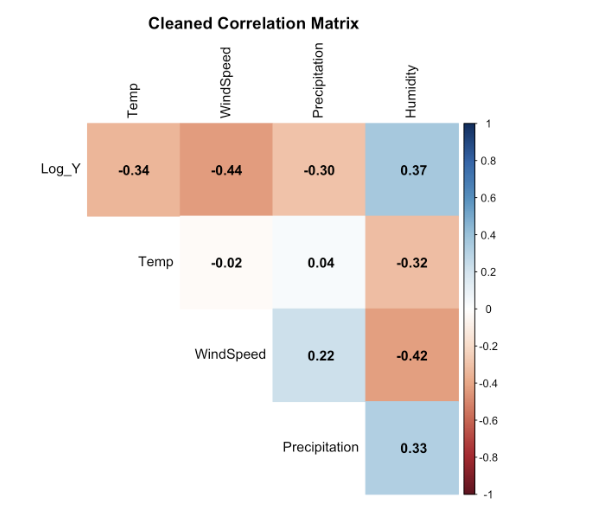 Cleaned Correlation Matrix
Temp WindSpeed Precipitation Humidity
Log_Y -0.34 -0.44 -0.30 0.37
Temp -0.02 0.04 -0.32
WindSpeed 0.22 -0.42
Precipitation 0.33
1
0.8
0.6
0.4
0.2
0
-0.2
-0.4
-0.6
-0.8
-1